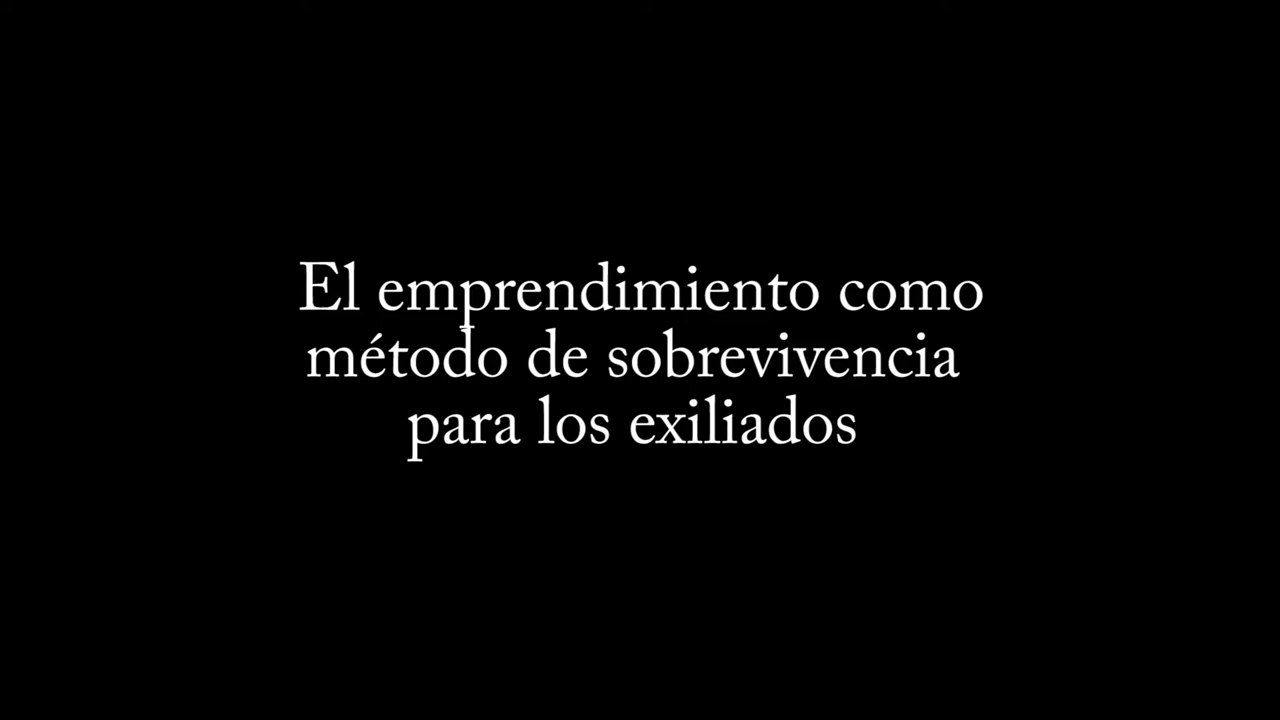 El emprendimiento como
método de sobrevivencia
para los exiliados